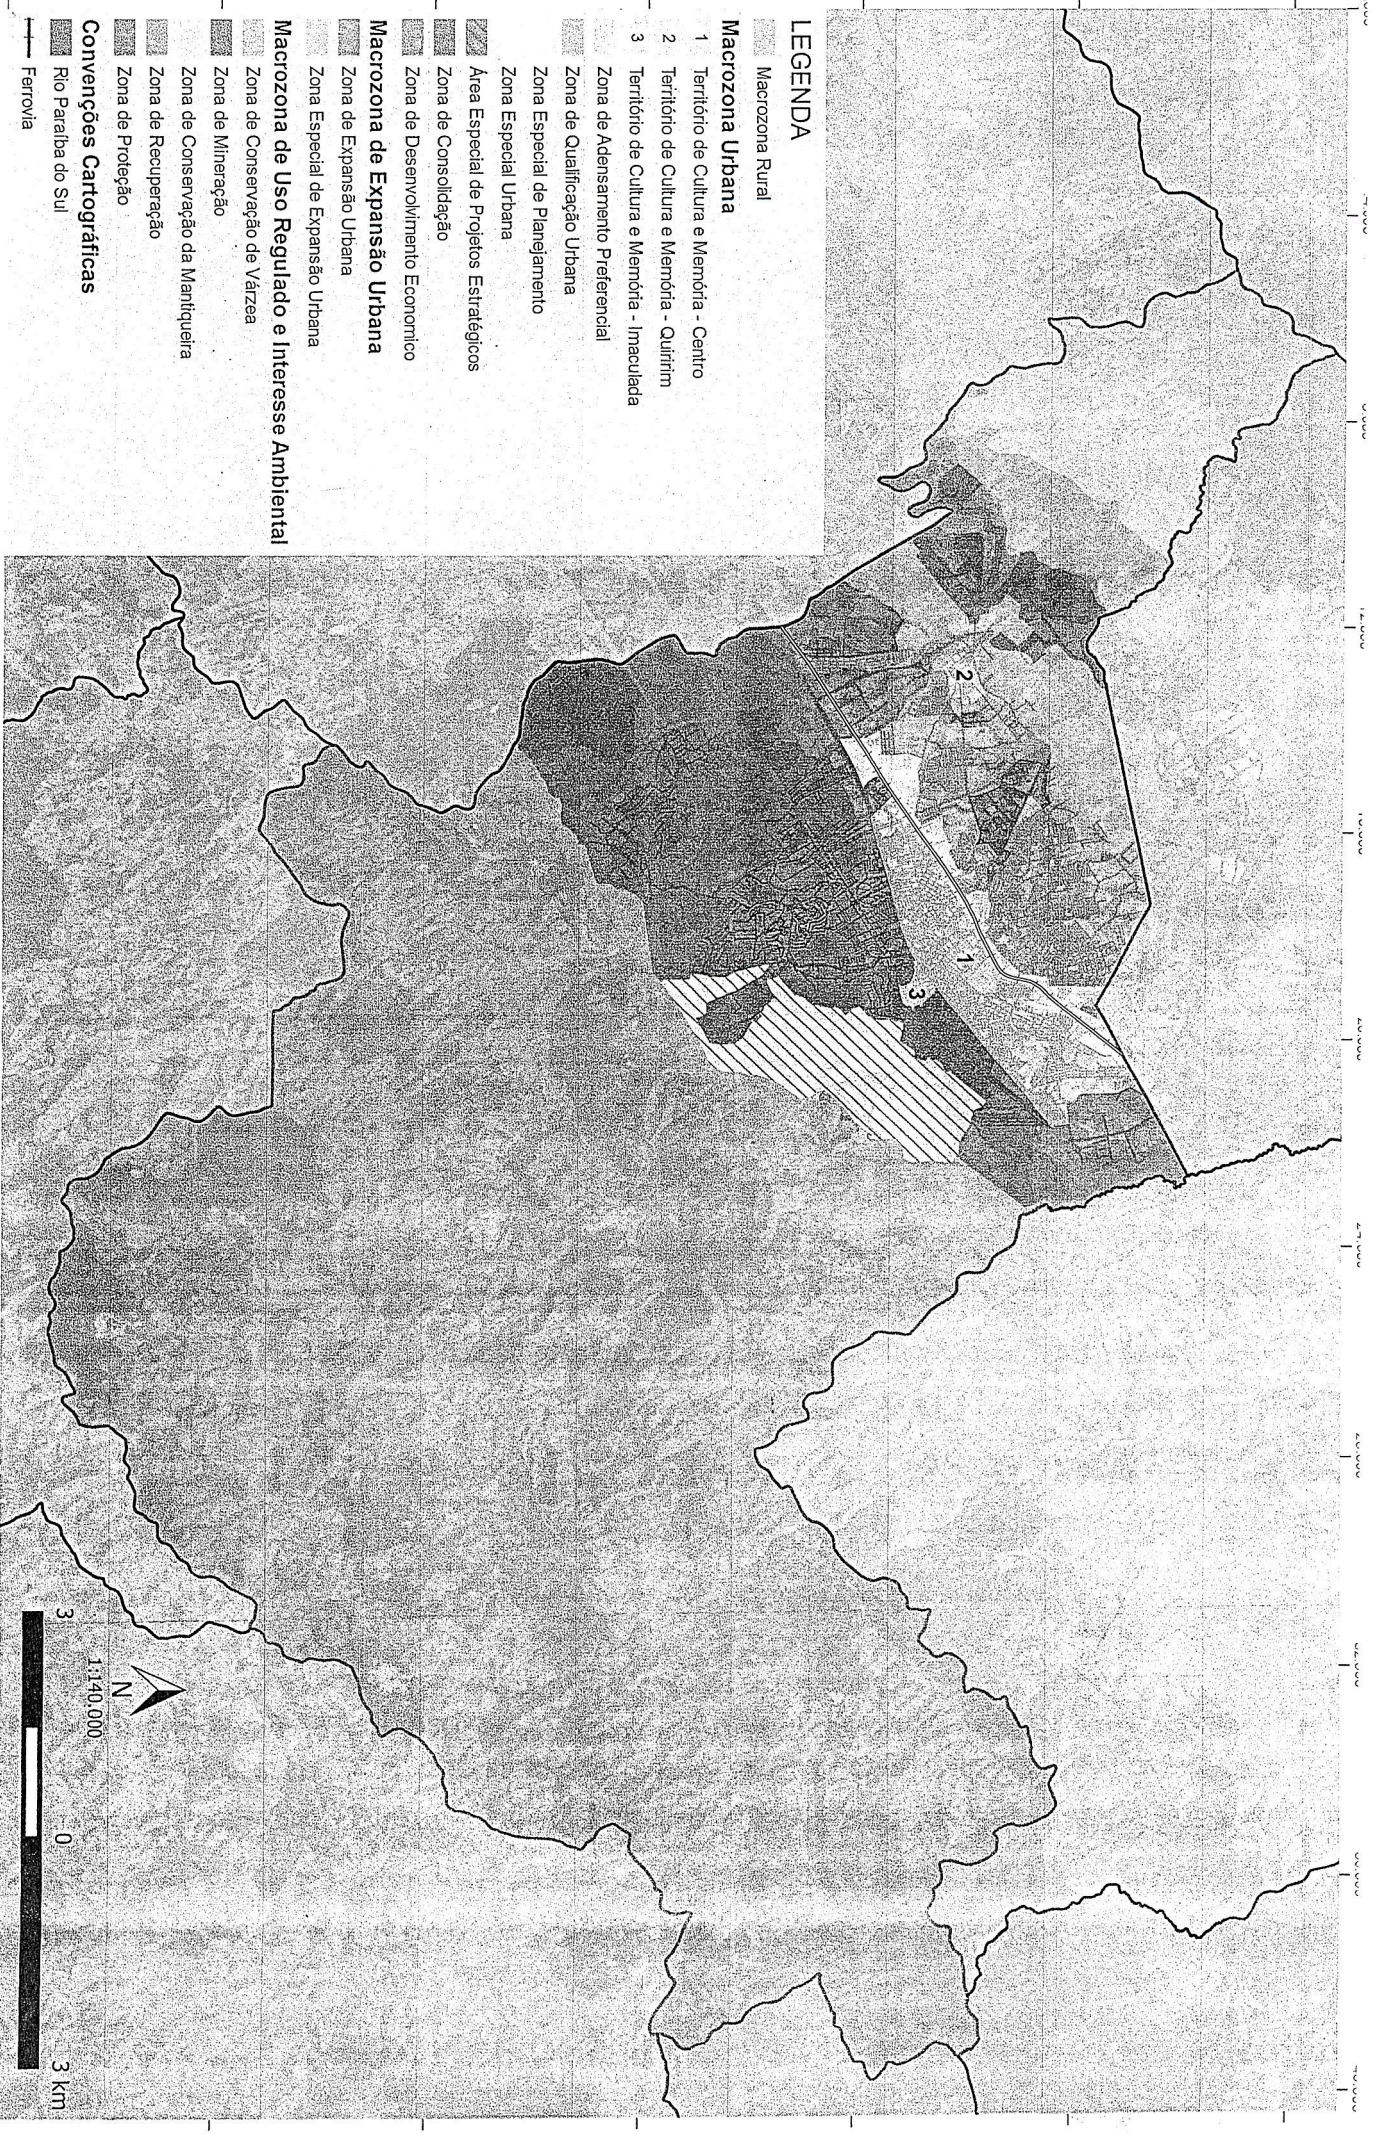 LEGENDA
Macrozona Rural
Macrozona Urbana
1 Território de Cultura e Memória - Centro
2 Território de Cultura e Memória - Quiririm
3 Território de Cultura e Memória - Imaculada
Zona de Adensamento Preferencial
Zona de Qualificação Urbana
Zona Especial de Planejamento
Zona Especial Urbana
Área Especial de Projetos Estratégicos
Zona de Consolidação
Zona de Desenvolvimento Economico
Macrozona de Expansão Urbana
Zona de Expansão Urbana
Zona Especial de Expansão Urbana
Macrozona de Uso Regulado e Interesse Ambiental
Zona de Conservação de Várzea
Zona de Mineração
Zona de Conservação da Mantiqueira
Zona de Recuperação
Zona de Proteção
Convenções Cartográficas
Rio Paraíba do Sul
Ferrovia
2
1
3
N
1:140.000
3 0 3 km